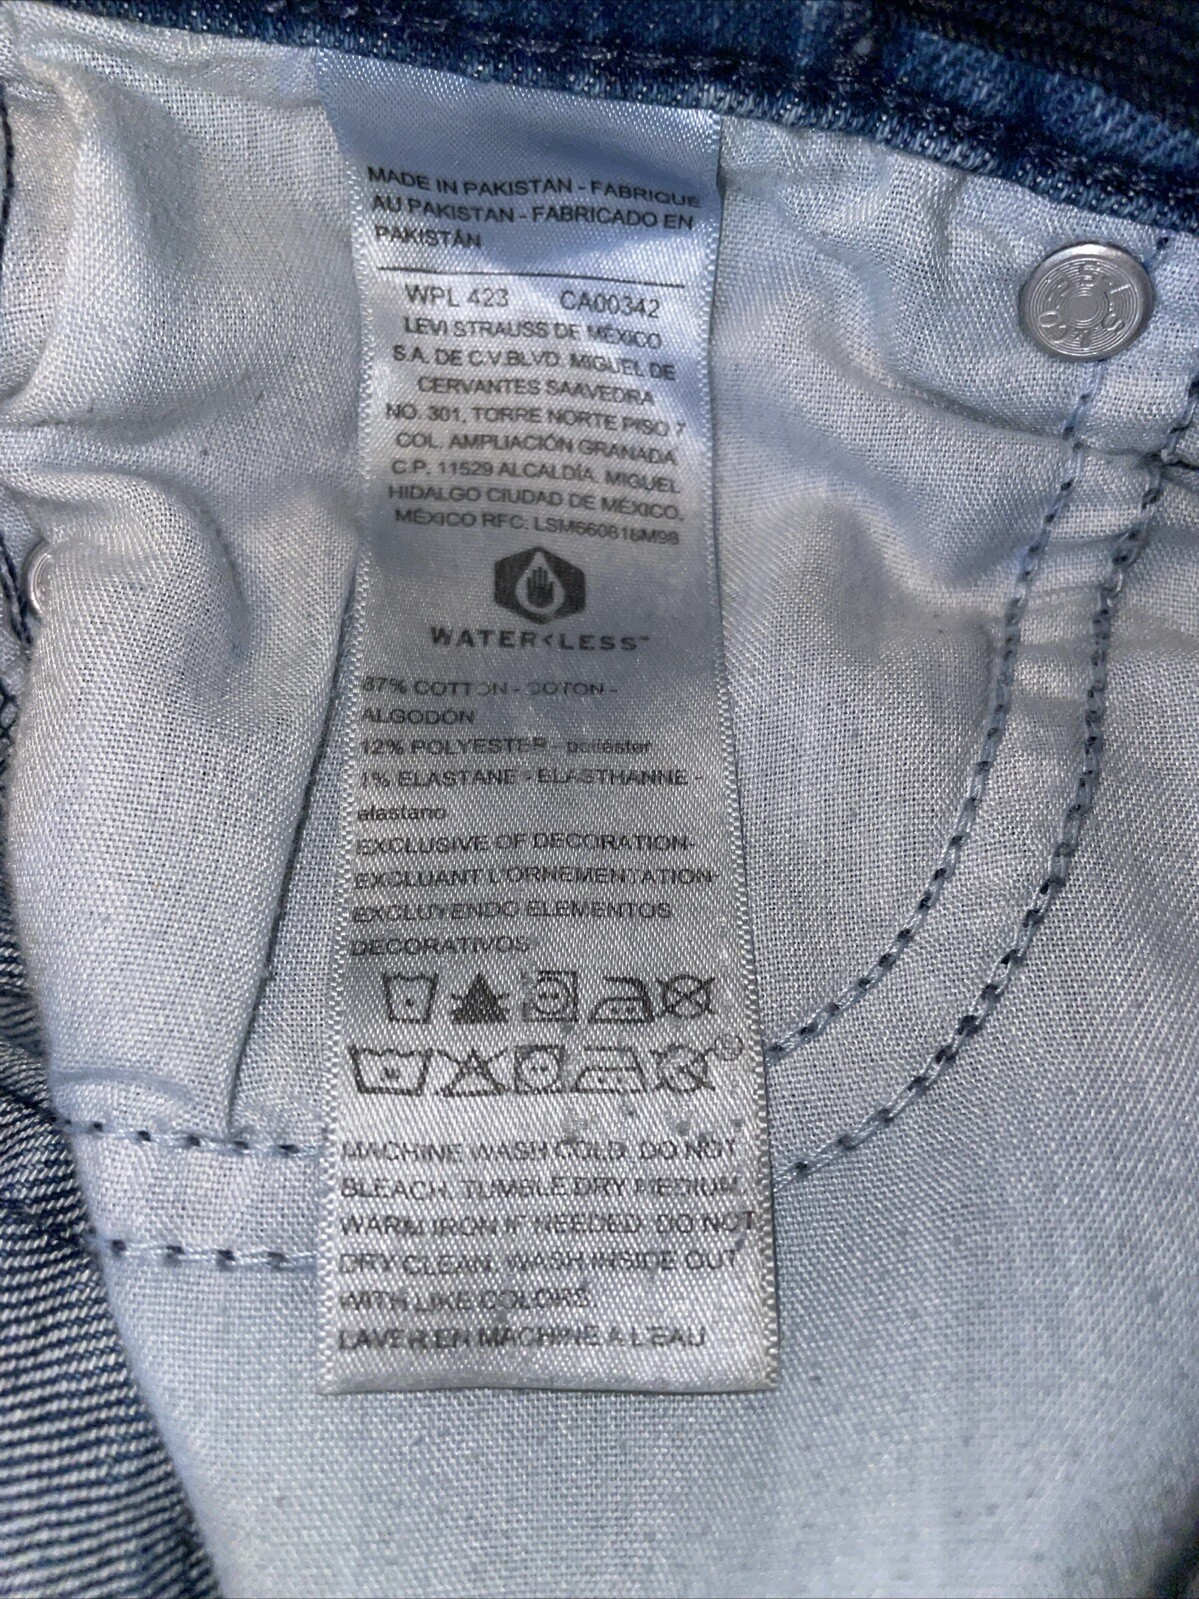 MADE IN PAKISTAN - FABRIQUE
AU PAKISTAN - FABRICADO EN
PAKISTÁN
WPL 423 CA00342
LEVI STRAUSS DE MÉXICO
S.A. DE C.V.BLVD. MIGUEL DE
CERVANTES SAAVEDRA
NO. 301, TORRE NORTE PISO 7
COL. AMPLIACIÓN GRANADA
C.P. 11529 ALCALDÍA. MIGUEL
HIDALGO CIUDAD DE MÉXICO,
MÉXICO RFC: LSM660818M98
WATER<LESS™
87% COTTON - COTON -
ALGODÓN
12% POLYESTER - poliéster
1% ELASTANE - ELASTHANNE -
elastano
EXCLUSIVE OF DECORATION-
EXCLUANT L'ORNEMENTATION-
EXCLUYENDO ELEMENTOS
DECORATIVOS
MACHINE WASH COLD. DO NOT
BLEACH. TUMBLE DRY MEDIUM.
WARM IRON IF NEEDED. DO NOT
DRY CLEAN. WASH INSIDE OUT
WITH LIKE COLORS.
LAVER EN MACHINE A L'EAU